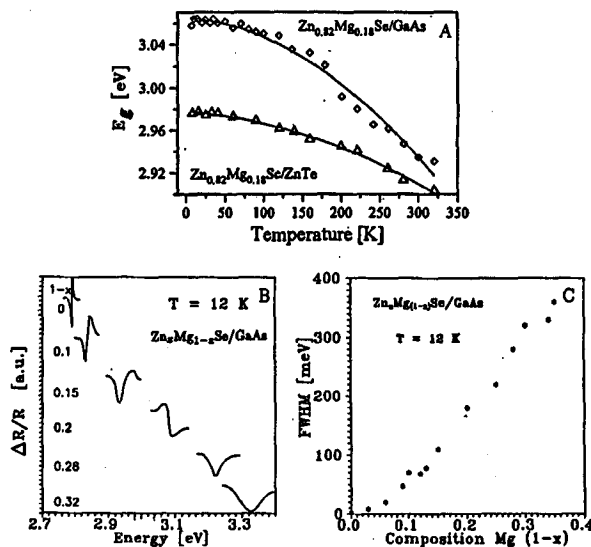 Zn0.82Mg0.18Se/GaAs A
3.04
3.00
2.96
2.92
Eg [eV]
Zn0.82Mg0.18Se/ZnTe
0 50 100 150 200 250 300 350
Temperature [K]
B
1-x
0
0.1
0.15
0.2
0.28
0.32
T = 12 K
ZnxMg1-xSe/GaAs
ΔR/R [a.u.]
2.7 2.9 3.1 3.3
Energy [eV]
C
ZnxMg(1-x)Se/GaAs
T = 12 K
400
300
200
100
0
FWHM [meV]
0.0 0.1 0.2 0.3 0.4
Composition Mg (1-x)